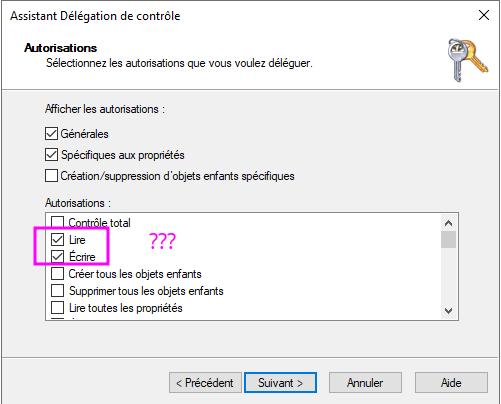 Assistant Délégation de contrôle
Autorisations
Sélectionnez les autorisations que vous voulez déléguer.
Afficher les autorisations :
Générales
Spécifiques aux propriétés
Création/suppression d'objets enfants spécifiques
Autorisations :
Contrôle total
Lire
???
Écrire
Créer tous les objets enfants
Supprimer tous les objets enfants
Lire toutes les propriétés
< Précédent
Suivant >
Annuler
Aide